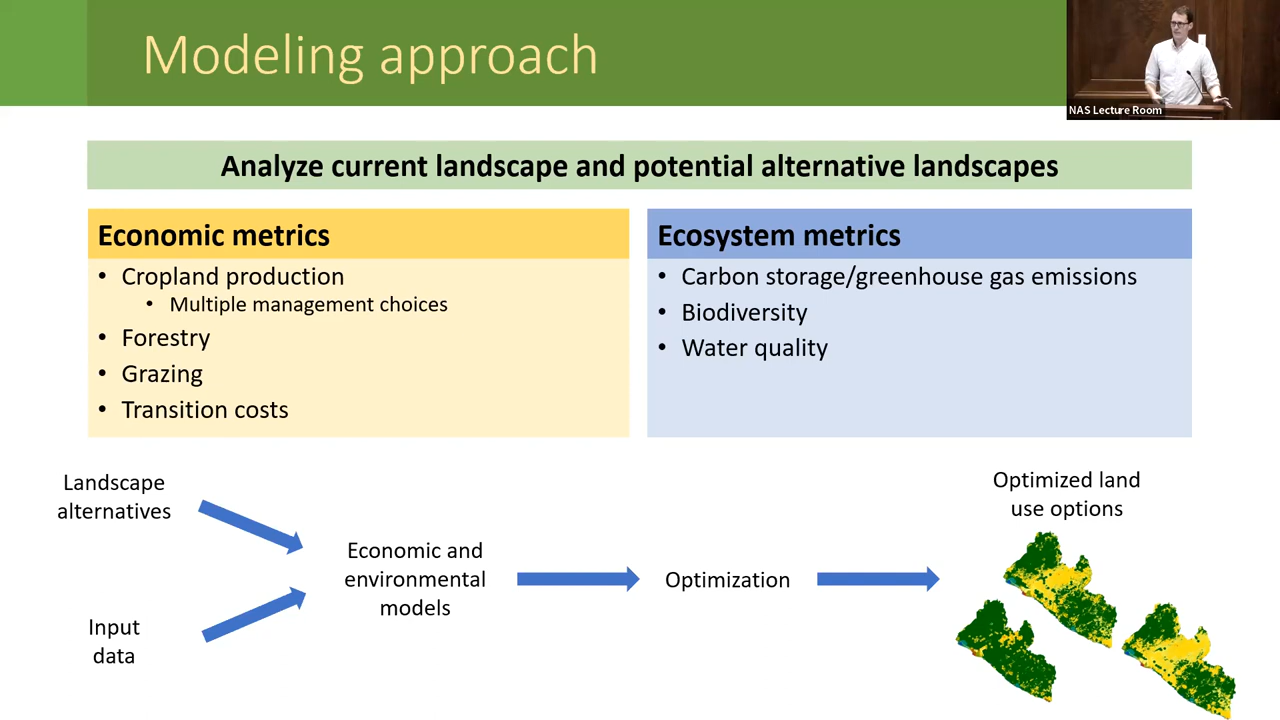 Modeling approach
NAS Lecture Room
Analyze current landscape and potential alternative landscapes
Economic metrics
• Cropland production
• Multiple management choices
• Forestry
• Grazing
• Transition costs
Ecosystem metrics
• Carbon storage/greenhouse gas emissions
• Biodiversity
• Water quality
Landscape
alternatives
Input
data
Economic and
environmental
models
Optimization
Optimized land
use options